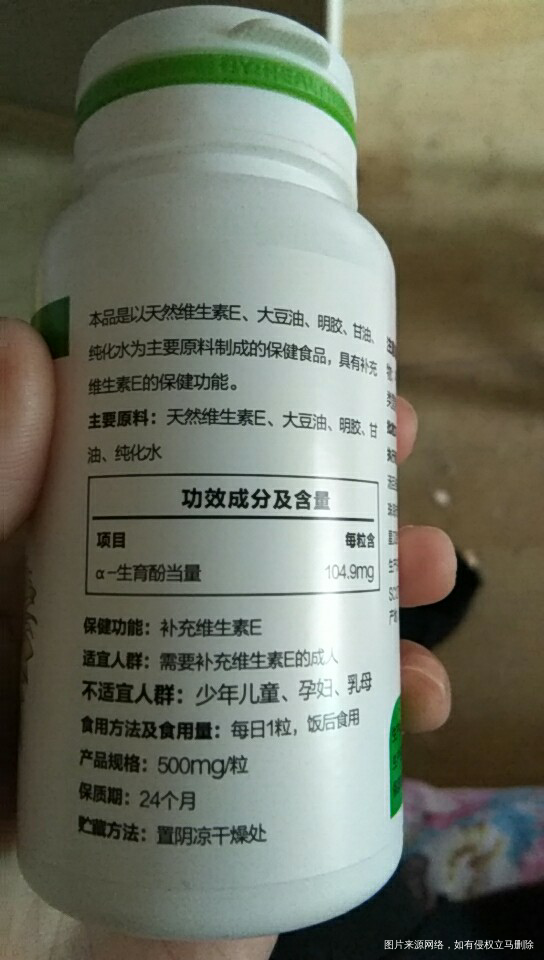 BY-HEALTH
本品是以天然维生素E、大豆油、明胶、甘油、
纯化水为主要原料制成的保健食品，具有补充
维生素E的保健功能。
主要原料：天然维生素E、大豆油、明胶、甘
油、纯化水
功效成分及含量
项目 每粒含
α-生育酚当量 104.9mg
保健功能：补充维生素E
适宜人群：需要补充维生素E的成人
不适宜人群：少年儿童、孕妇、乳母
食用方法及食用量：每日1粒，饭后食用
产品规格：500mg/粒
保质期：24个月
贮藏方法：置阴凉干燥处
图片来源网络，如有侵权立马删除